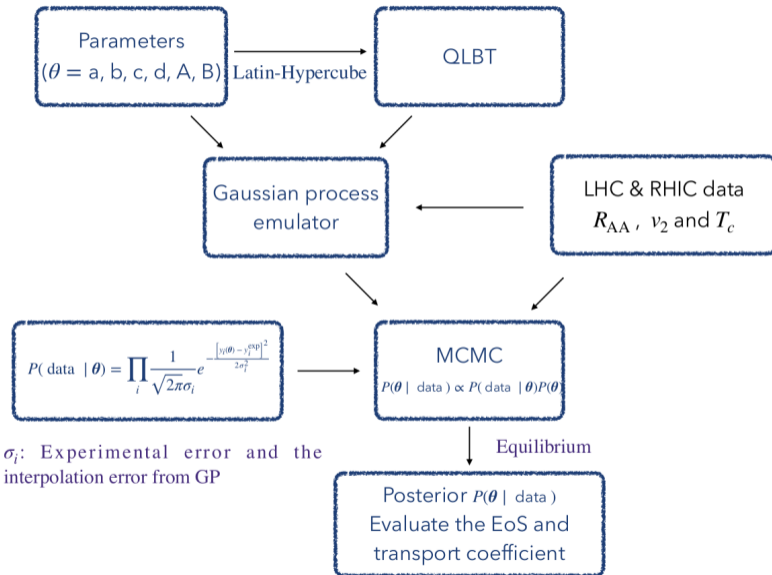 Parameters
(θ = a, b, c, d, A, B)
Latin-Hypercube
QLBT
Gaussian process
emulator
LHC & RHIC data
R_AA , v_2 and T_c
P( data | θ) = ∏_i 1/(√(2π)σ_i) e^{-[y_i(θ) − y_i^exp]^2 / 2σ_i^2}
MCMC
P(θ | data ) ∝ P( data | θ)P(θ)
σ_i: Experimental error and the
interpolation error from GP
Equilibrium
Posterior P(θ | data )
Evaluate the EoS and
transport coefficient